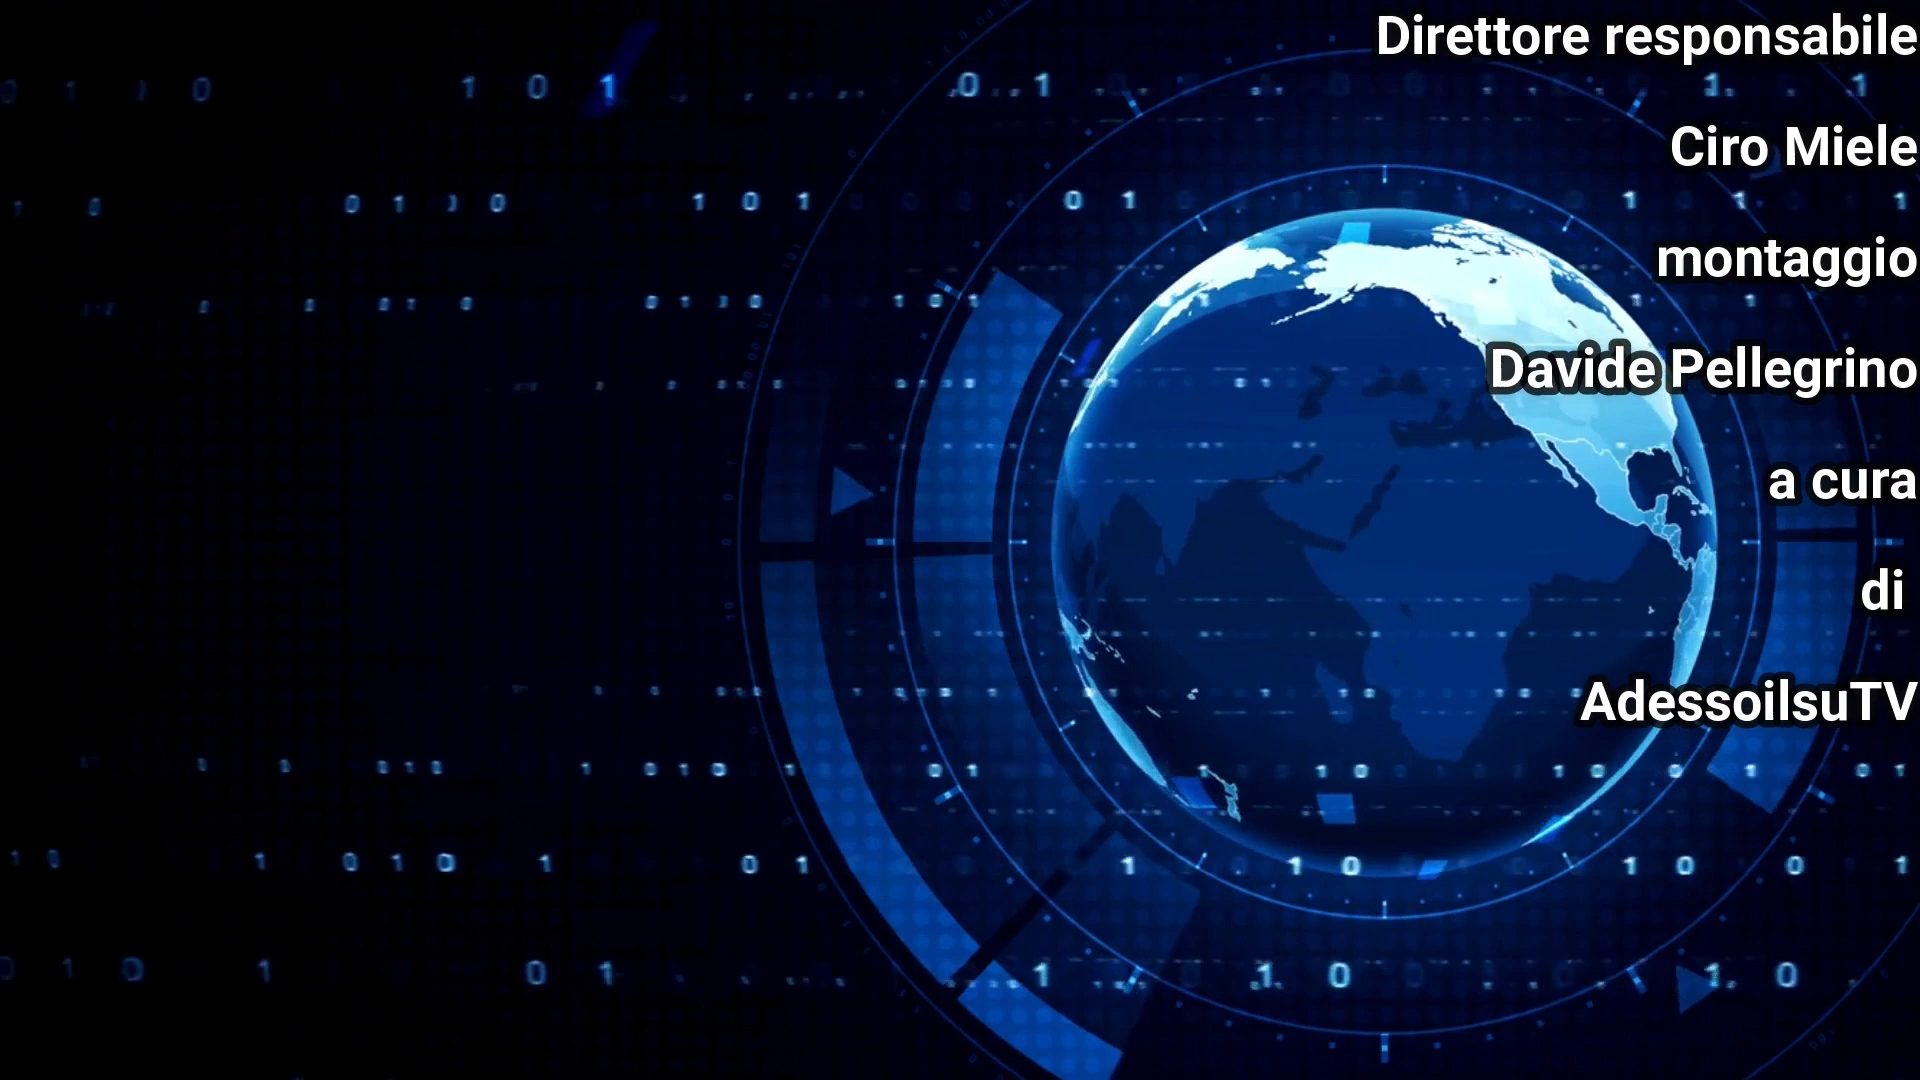 Direttore responsabile
Ciro Miele
montaggio
Davide Pellegrino
a cura
di
AdessoilsuTV